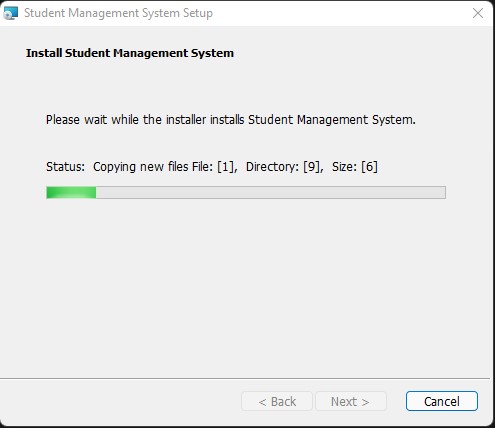 Student Management System Setup
Install Student Management System
Please wait while the installer installs Student Management System.
Status: Copying new files File: [1], Directory: [9], Size: [6]
< Back Next > Cancel